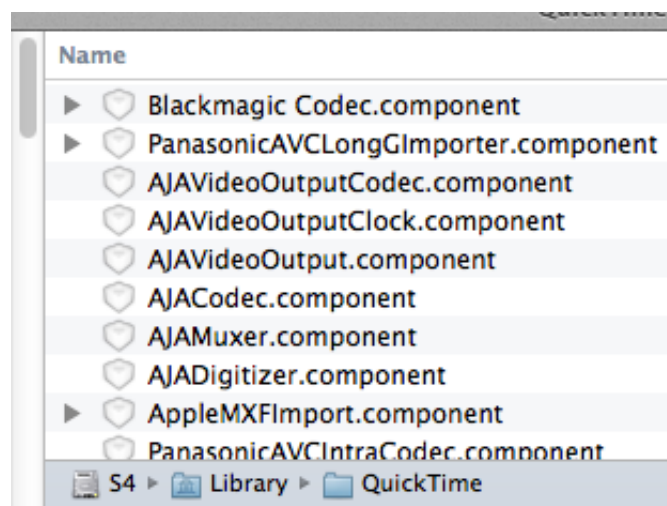 QuickTime
Name
Blackmagic Codec.component
PanasonicAVCLongGImporter.component
AJAVideoOutputCodec.component
AJAVideoOutputClock.component
AJAVideoOutput.component
AJACodec.component
AJAMuxer.component
AJADigitizer.component
AppleMXFImport.component
PanasonicAVCIntraCodec.component
S4 ▸ Library ▸ QuickTime